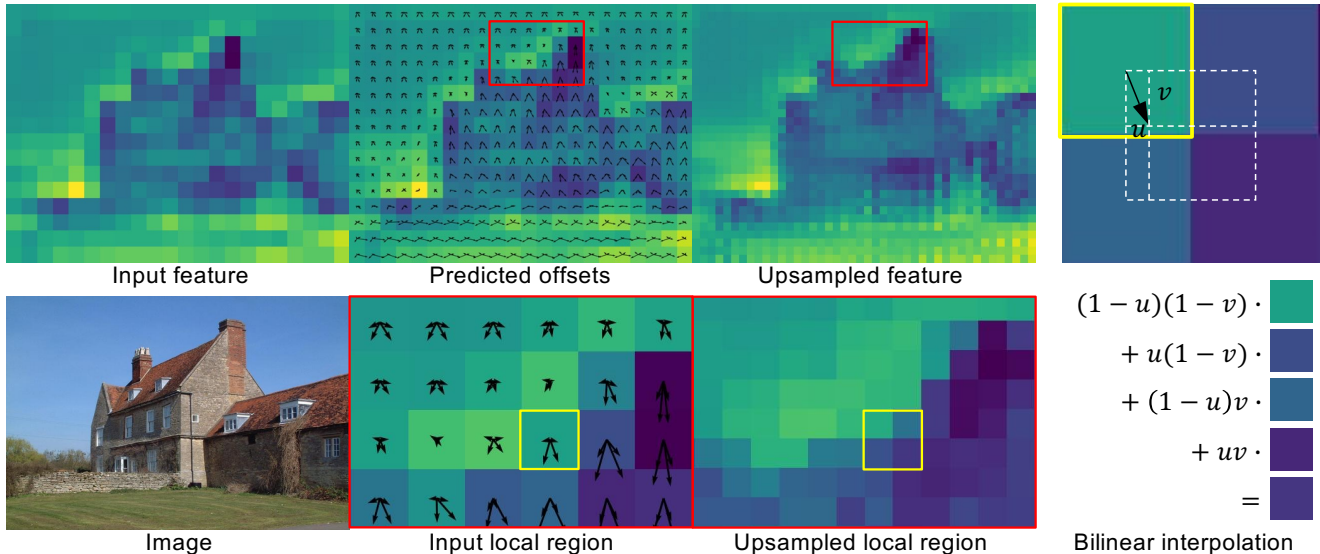 v
u
Input feature
Predicted offsets
Upsampled feature
(1 − u)(1 − v) ·
+ u(1 − v) ·
+ (1 − u)v ·
+ uv ·
=
Image
Input local region
Upsampled local region
Bilinear interpolation